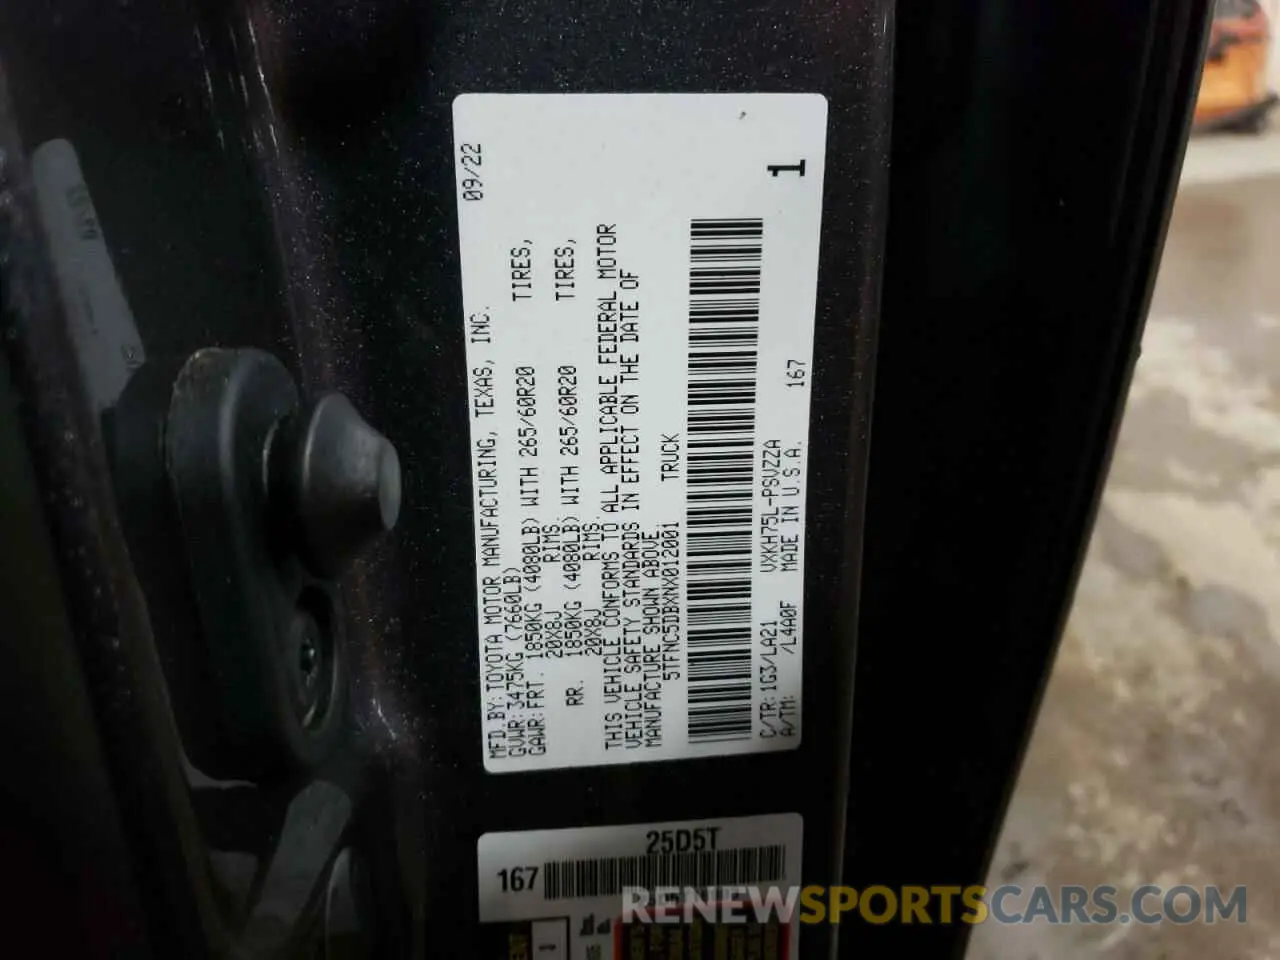 MFD.BY:TOYOTA MOTOR MANUFACTURING, TEXAS, INC. 09/22
GVWR:3475KG (7660LB)
GAWR:FRT. 1850KG (4080LB) WITH 265/60R20 TIRES,
20X8J RIMS.
RR. 1850KG (4080LB) WITH 265/60R20 TIRES,
20X8J RIMS.
THIS VEHICLE CONFORMS TO ALL APPLICABLE FEDERAL MOTOR
VEHICLE SAFETY STANDARDS IN EFFECT ON THE DATE OF
MANUFACTURE SHOWN ABOVE.
5TFNC5DBXNX012001 TRUCK
C/TR:1G3/LA21 VXKH75L-PSVZZA
A/TM: /L4A0F MADE IN U.S.A. 167
1
25D5T
167
RENEWSPORTSCARS.COM